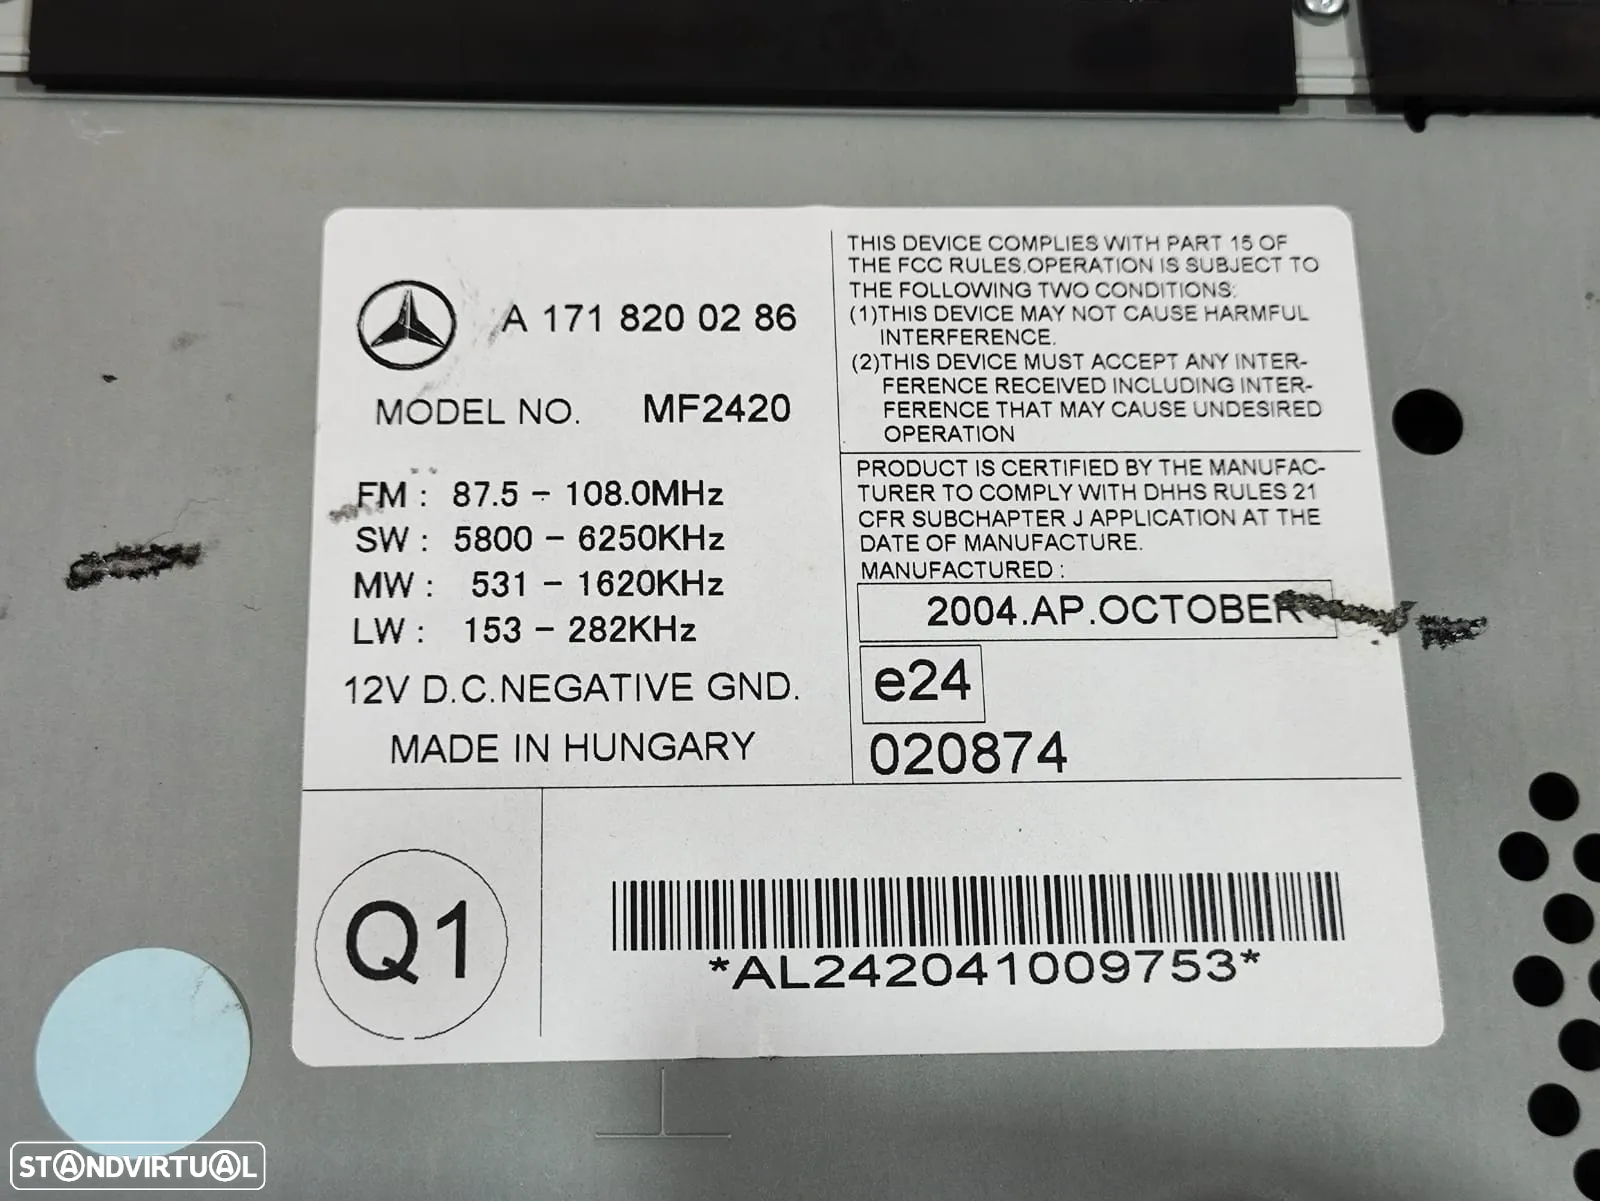 A 171 820 02 86
MODEL NO. MF2420
FM : 87.5 - 108.0MHz
SW : 5800 - 6250KHz
MW : 531 - 1620KHz
LW : 153 - 282KHz
12V D.C.NEGATIVE GND.
MADE IN HUNGARY
THIS DEVICE COMPLIES WITH PART 15 OF
THE FCC RULES.OPERATION IS SUBJECT TO
THE FOLLOWING TWO CONDITIONS:
(1)THIS DEVICE MAY NOT CAUSE HARMFUL
INTERFERENCE.
(2)THIS DEVICE MUST ACCEPT ANY INTER-
FERENCE RECEIVED INCLUDING INTER-
FERENCE THAT MAY CAUSE UNDESIRED
OPERATION
PRODUCT IS CERTIFIED BY THE MANUFAC-
TURER TO COMPLY WITH DHHS RULES 21
CFR SUBCHAPTER J APPLICATION AT THE
DATE OF MANUFACTURE.
MANUFACTURED :
2004.AP.OCTOBER
e24
020874
Q1
*AL242041009753*
STANDVIRTUAL